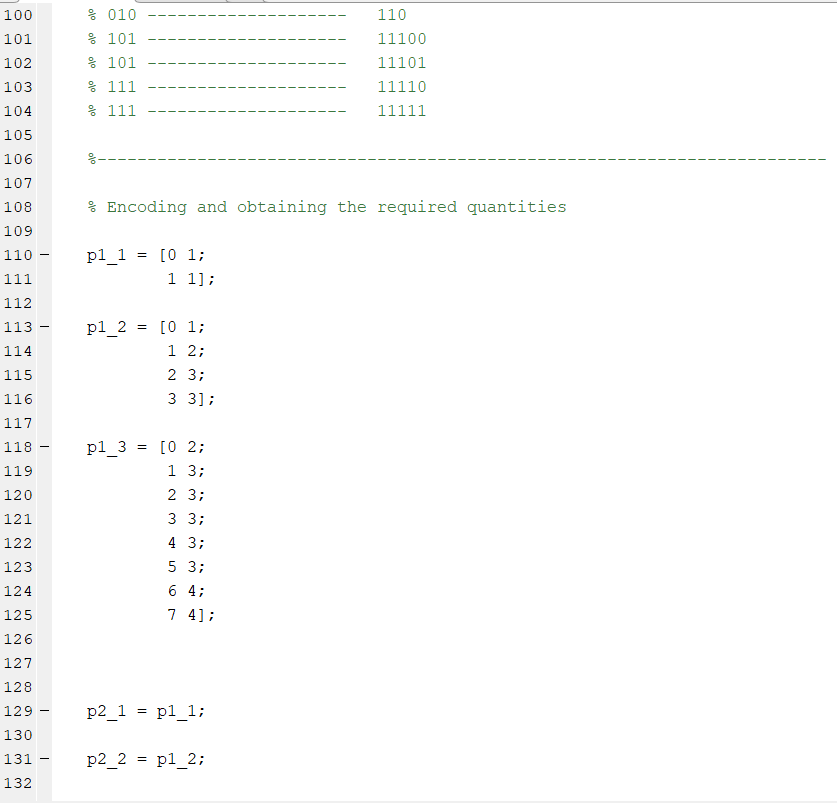 100 % 010 -------------------- 110
101 % 101 -------------------- 11100
102 % 101 -------------------- 11101
103 % 111 -------------------- 11110
104 % 111 -------------------- 11111
105
106 %-------------------------------------------------------------------------
107
108 % Encoding and obtaining the required quantities
109
110 - p1_1 = [0 1;
111 1 1];
112
113 - p1_2 = [0 1;
114 1 2;
115 2 3;
116 3 3];
117
118 - p1_3 = [0 2;
119 1 3;
120 2 3;
121 3 3;
122 4 3;
123 5 3;
124 6 4;
125 7 4];
126
127
128
129 - p2_1 = p1_1;
130
131 - p2_2 = p1_2;
132